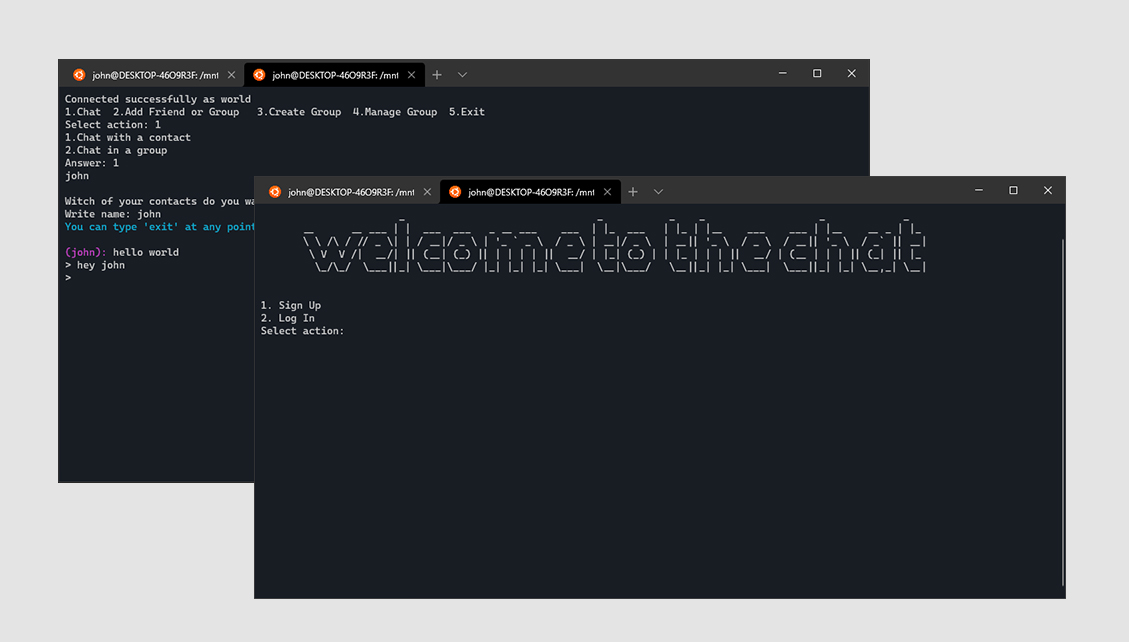 john@DESKTOP-46O9R3F: /mnt
john@DESKTOP-46O9R3F: /mnt
Connected successfully as world
1.Chat 2.Add Friend or Group 3.Create Group 4.Manage Group 5.Exit
Select action: 1
1.Chat with a contact
2.Chat in a group
Answer: 1
john
Witch of your contacts do you
Write name: john
You can type 'exit' at any point
(john): hello world
> hey john
>
john@DESKTOP-46O9R3F: /mnt
john@DESKTOP-46O9R3F: /mnt
welcome to the chat
1. Sign Up
2. Log In
Select action: